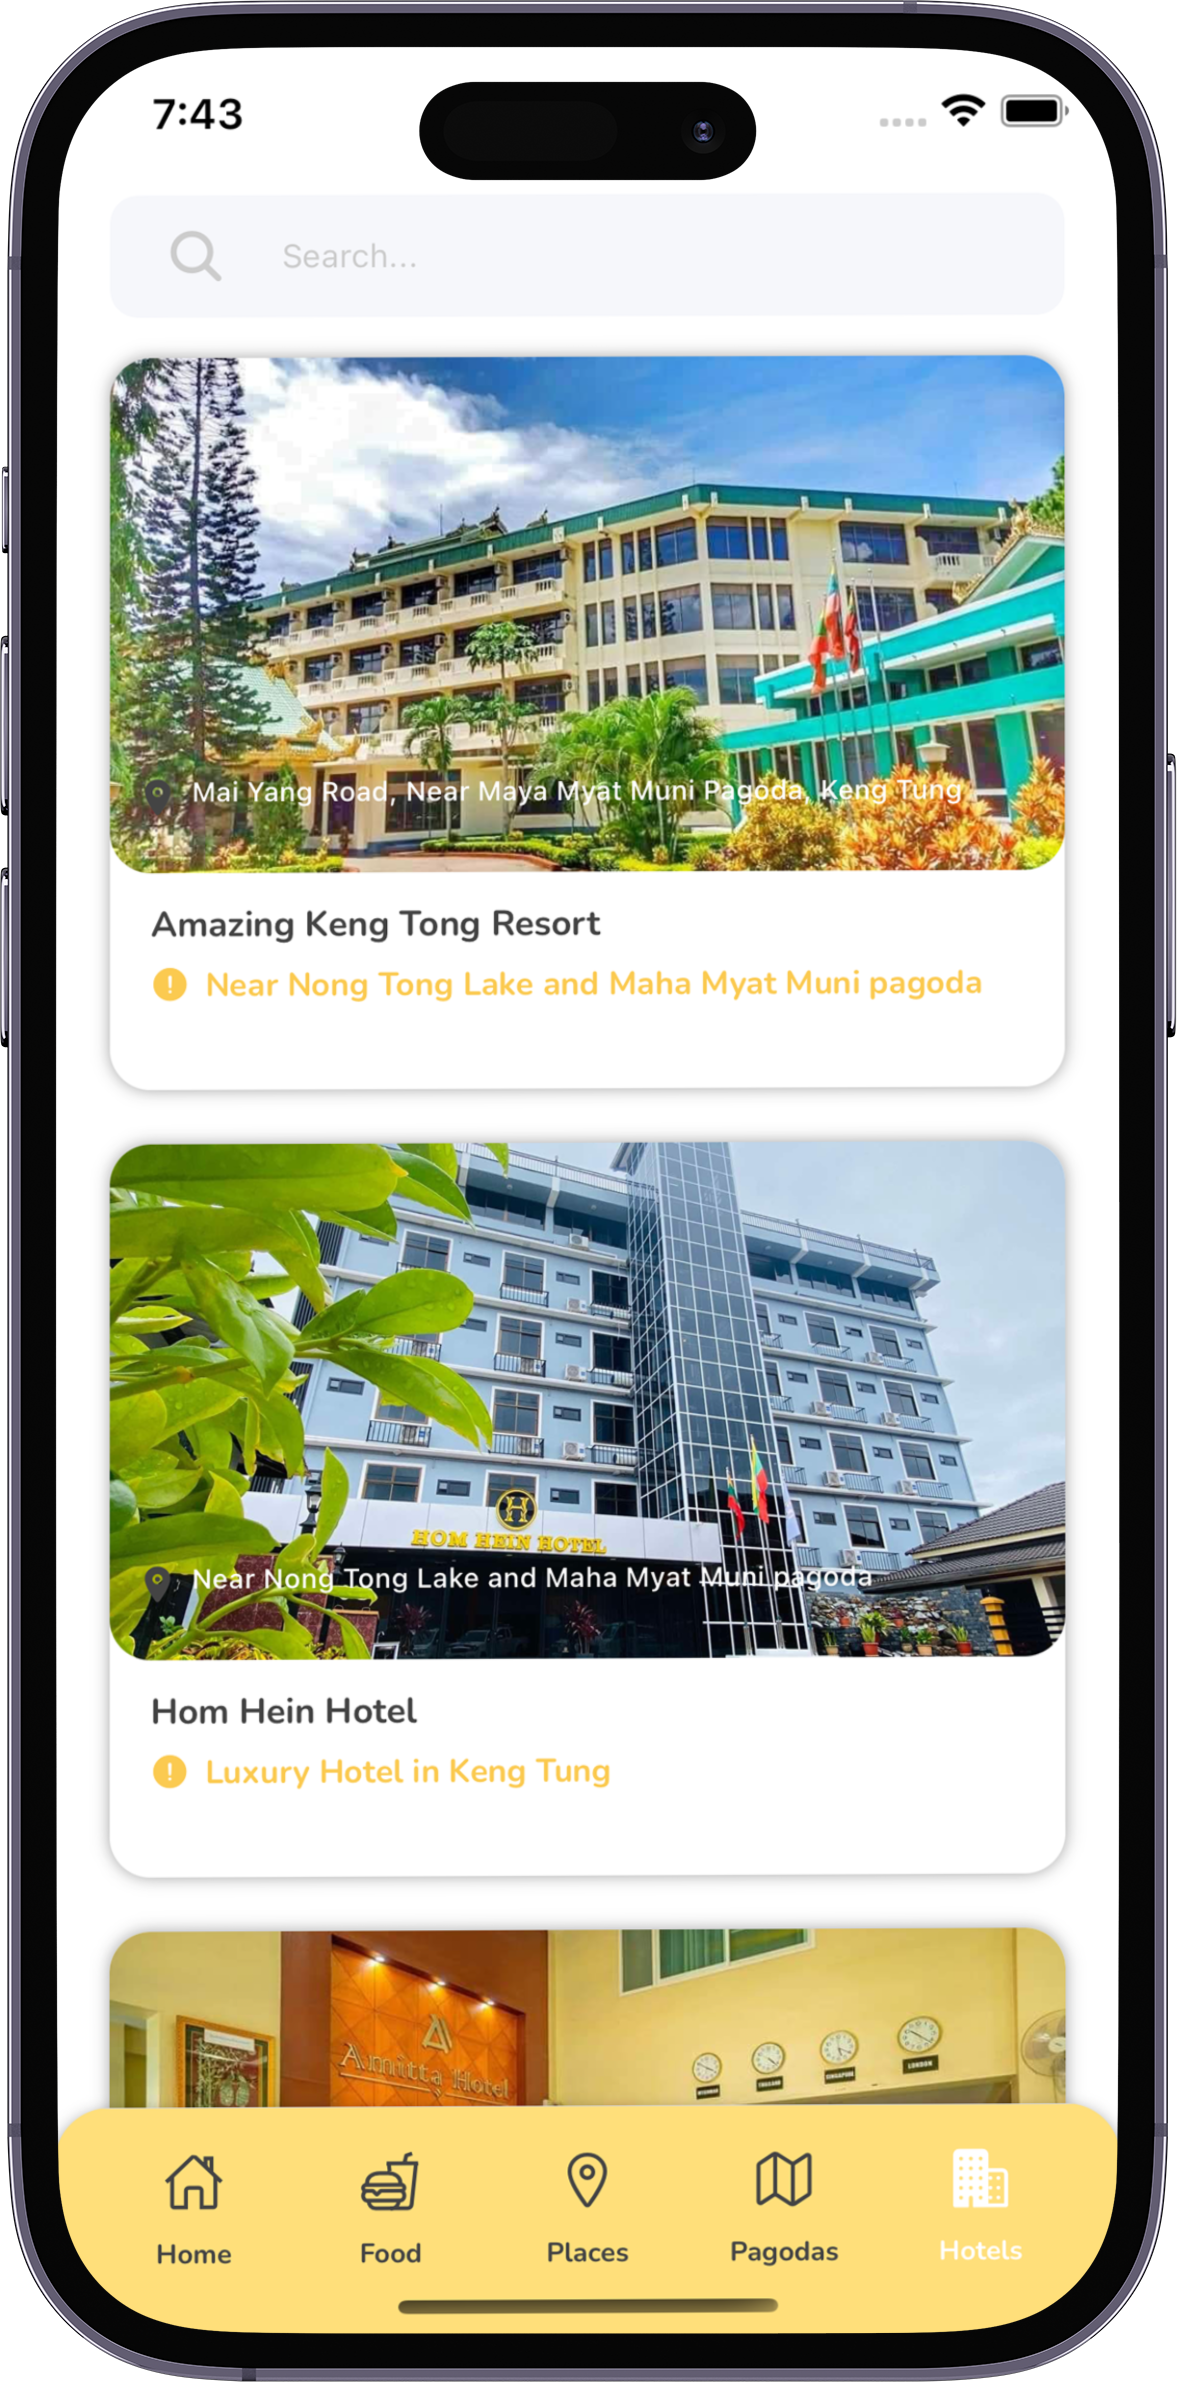 7:43
Search...
Mai Yang Road, Near Maya Myat Muni Pagoda, Keng Tung
Amazing Keng Tong Resort
Near Nong Tong Lake and Maha Myat Muni pagoda
H
HOM HEIN HOTEL
Near Nong Tong Lake and Maha Myat Muni pagoda
Hom Hein Hotel
Luxury Hotel in Keng Tung
Amitta Hotel
SINGAPORE
LONDON
Home
Food
Places
Pagodas
Hotels